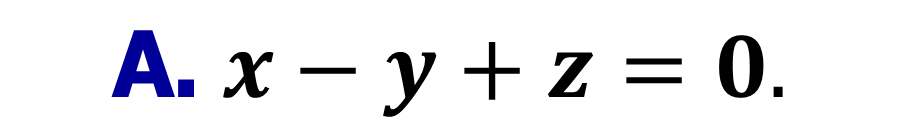 A. x − y + z = 0.